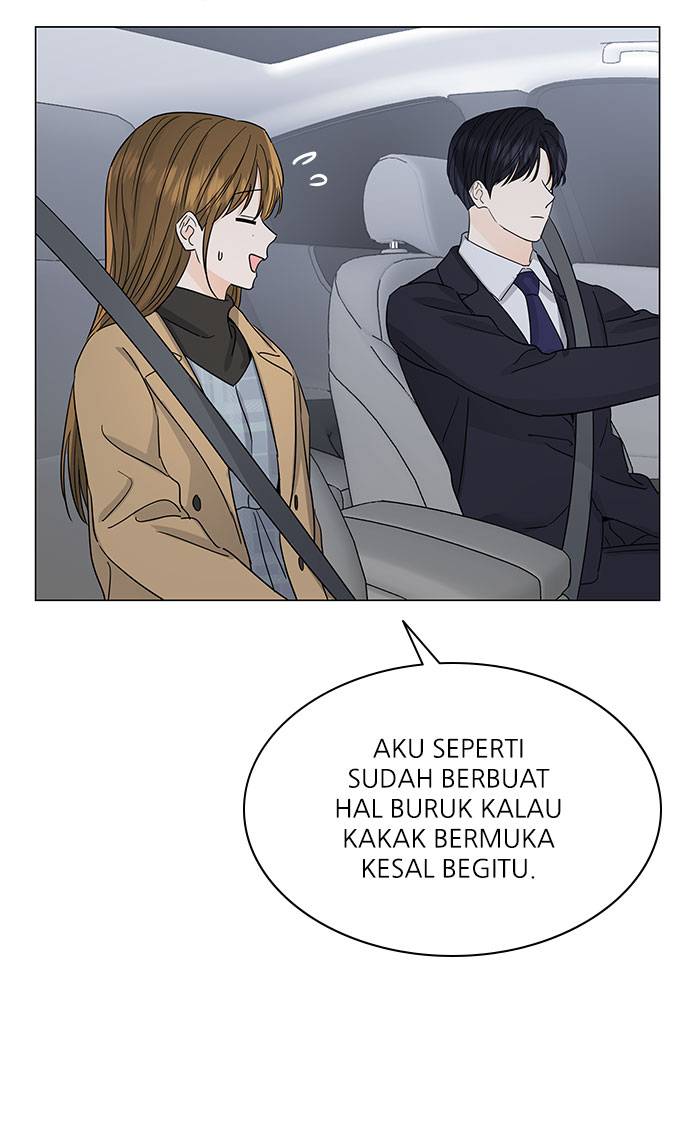 AKU SEPERTI
SUDAH BERBUAT
HAL BURUK KALAU
KAKAK BERMUKA
KESAL BEGITU.